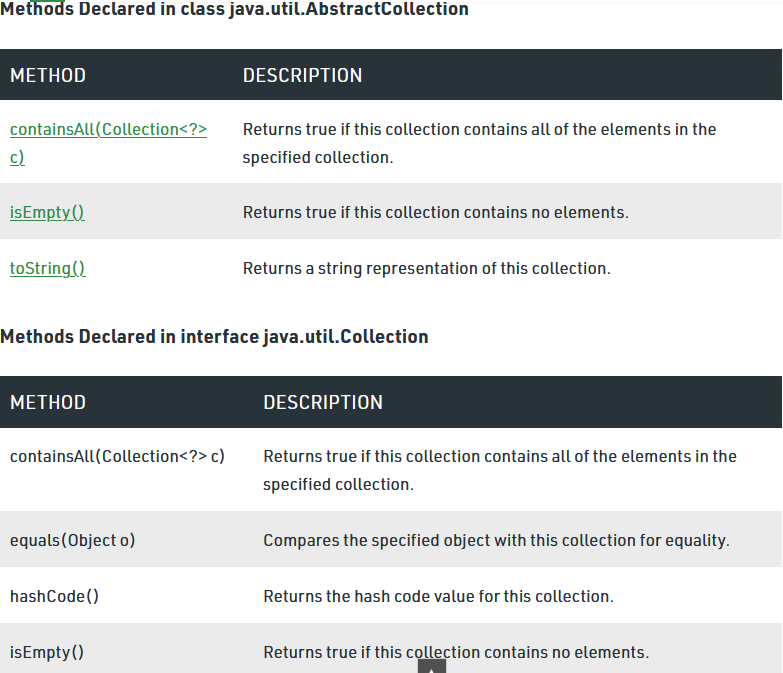 Methods Declared in class java.util.AbstractCollection
METHOD DESCRIPTION
containsAll(Collection<?> Returns true if this collection contains all of the elements in the
c) specified collection.
isEmpty() Returns true if this collection contains no elements.
toString() Returns a string representation of this collection.
Methods Declared in interface java.util.Collection
METHOD DESCRIPTION
containsAll(Collection<?> c) Returns true if this collection contains all of the elements in the
specified collection.
equals(Object o) Compares the specified object with this collection for equality.
hashCode() Returns the hash code value for this collection.
isEmpty() Returns true if this collection contains no elements.